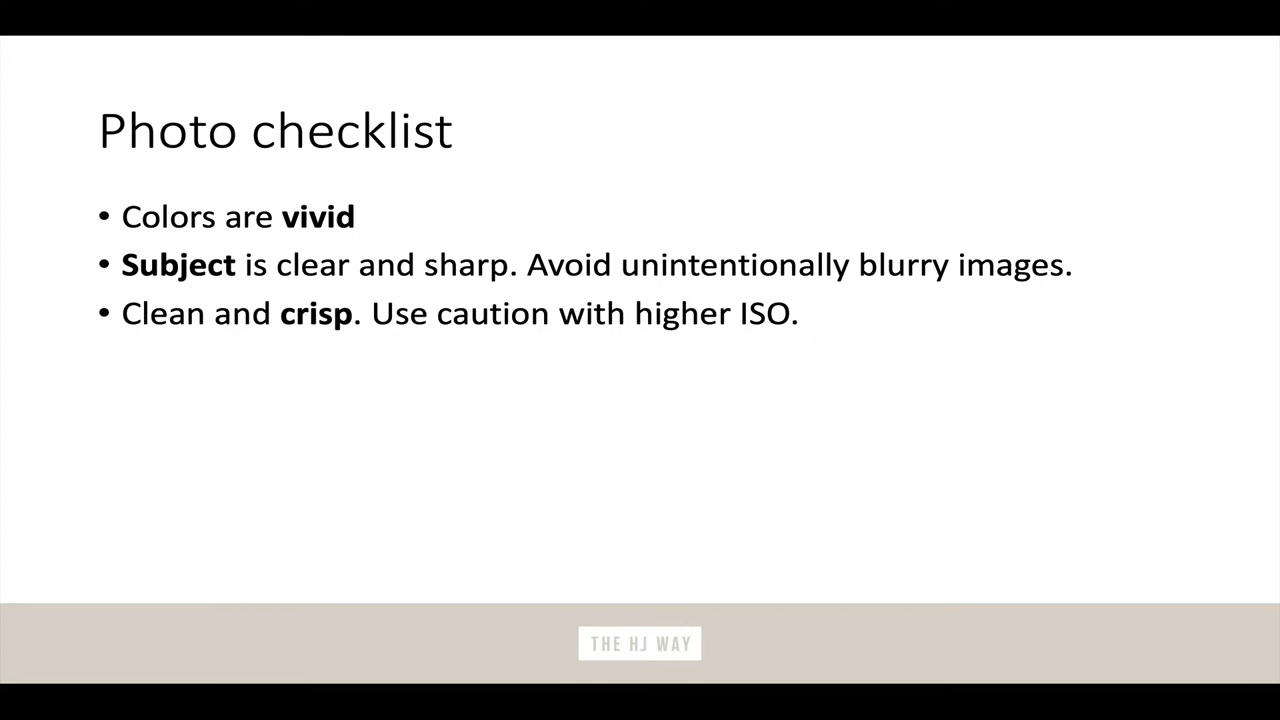 Photo checklist
• Colors are vivid
• Subject is clear and sharp. Avoid unintentionally blurry images.
• Clean and crisp. Use caution with higher ISO.
THE HJ WAY